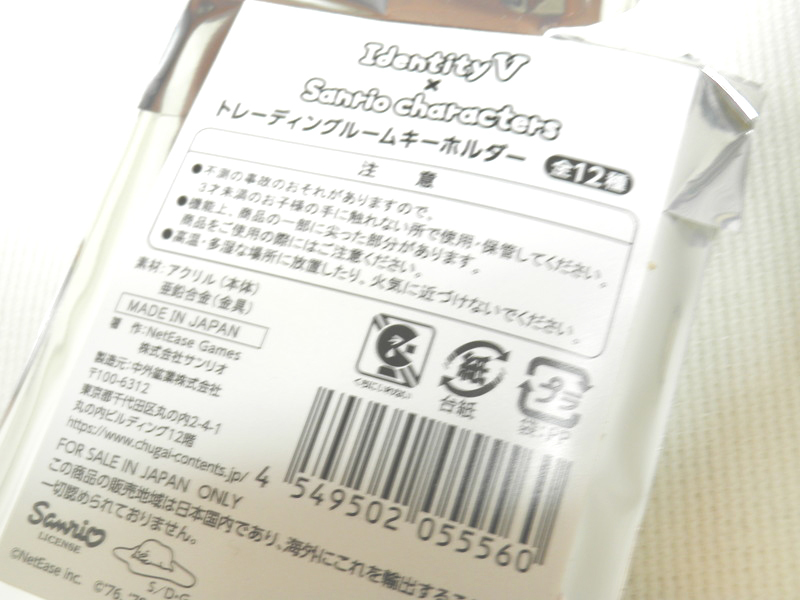 Identity V
×
Sanrio characters
トレーディングルームキーホルダー 全12種
注 意
●不測の事故のおそれがありますので、
3才未満のお子様の手に触れない所で使用・保管してください。
●機能上、商品の一部に尖った部分があります。
商品をご使用の際にはご注意ください。
●高温・多湿な場所に放置したり、火気に近づけないでください。
素材:アクリル(本体)
亜鉛合金(金具)
MADE IN JAPAN
著 作:NetEase Games
株式会社サンリオ
製造元:中外鉱業株式会社
〒100-6312
東京都千代田区丸の内2-4-1
丸の内ビルディング12階
https://www.chugai-contents.jp/
FOR SALE IN JAPAN ONLY
この商品の販売地域は日本国内であり、海外にこれを輸出するこ
一切認められておりません。
くちにいれない
紙
台紙
プラ
4 549502 055560
Sanrio
LICENSE
©NetEase Inc. ©'76,
S/D·G